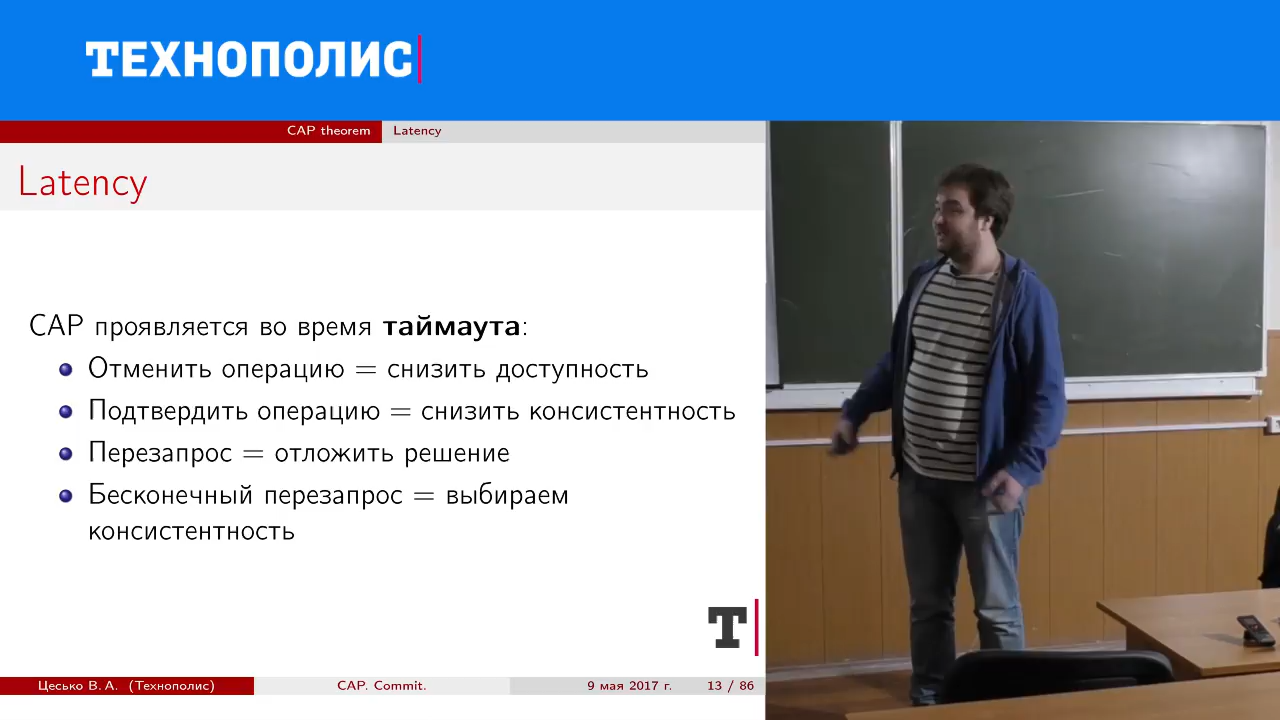 ТЕХНОПОЛИС
CAP theorem Latency
Latency
CAP проявляется во время таймаута:
Отменить операцию = снизить доступность
Подтвердить операцию = снизить консистентность
Перезапрос = отложить решение
Бесконечный перезапрос = выбираем
консистентность
Т
Цесько В. А. (Технополис) CAP. Commit. 9 мая 2017 г. 13 / 86